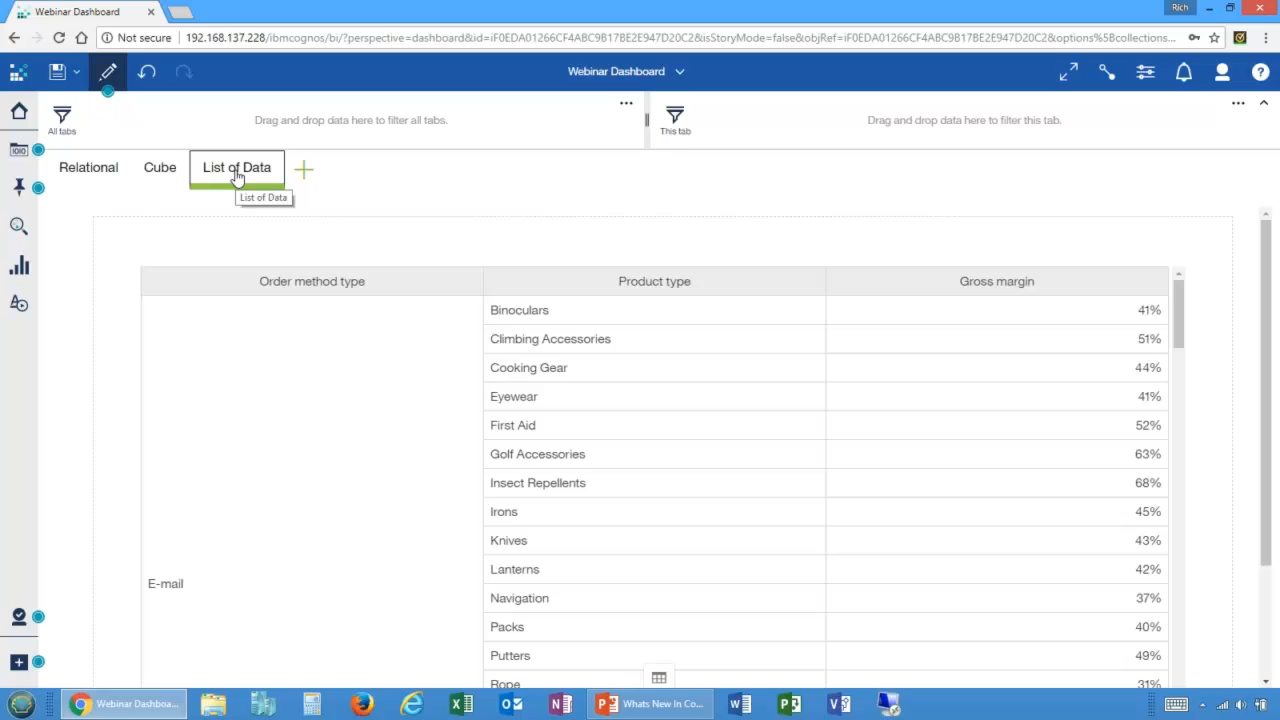 Webinar Dashboard
Rich
Not secure
192.168.137.228/ibmcognos/bi/?perspective=dashboard&id=iF0EDA01266CF4ABC9B17BE2E947D20C2&isStoryMode=false&objRef=iF0EDA01266CF4ABC9B17BE2E947D20C2&options%5Bcollections...
Webinar Dashboard
All tabs
Drag and drop data here to filter all tabs.
This tab
Drag and drop data here to filter this tab.
Relational
Cube
List of Data
List of Data
Order method type Product type Gross margin
Binoculars 41%
Climbing Accessories 51%
Cooking Gear 44%
Eyewear 41%
First Aid 52%
Golf Accessories 63%
Insect Repellents 68%
Irons 45%
Knives 43%
Lanterns 42%
E-mail
Navigation 37%
Packs 40%
Putters 49%
Rope 31%
Webinar Dashboa...
Whats New In Co...